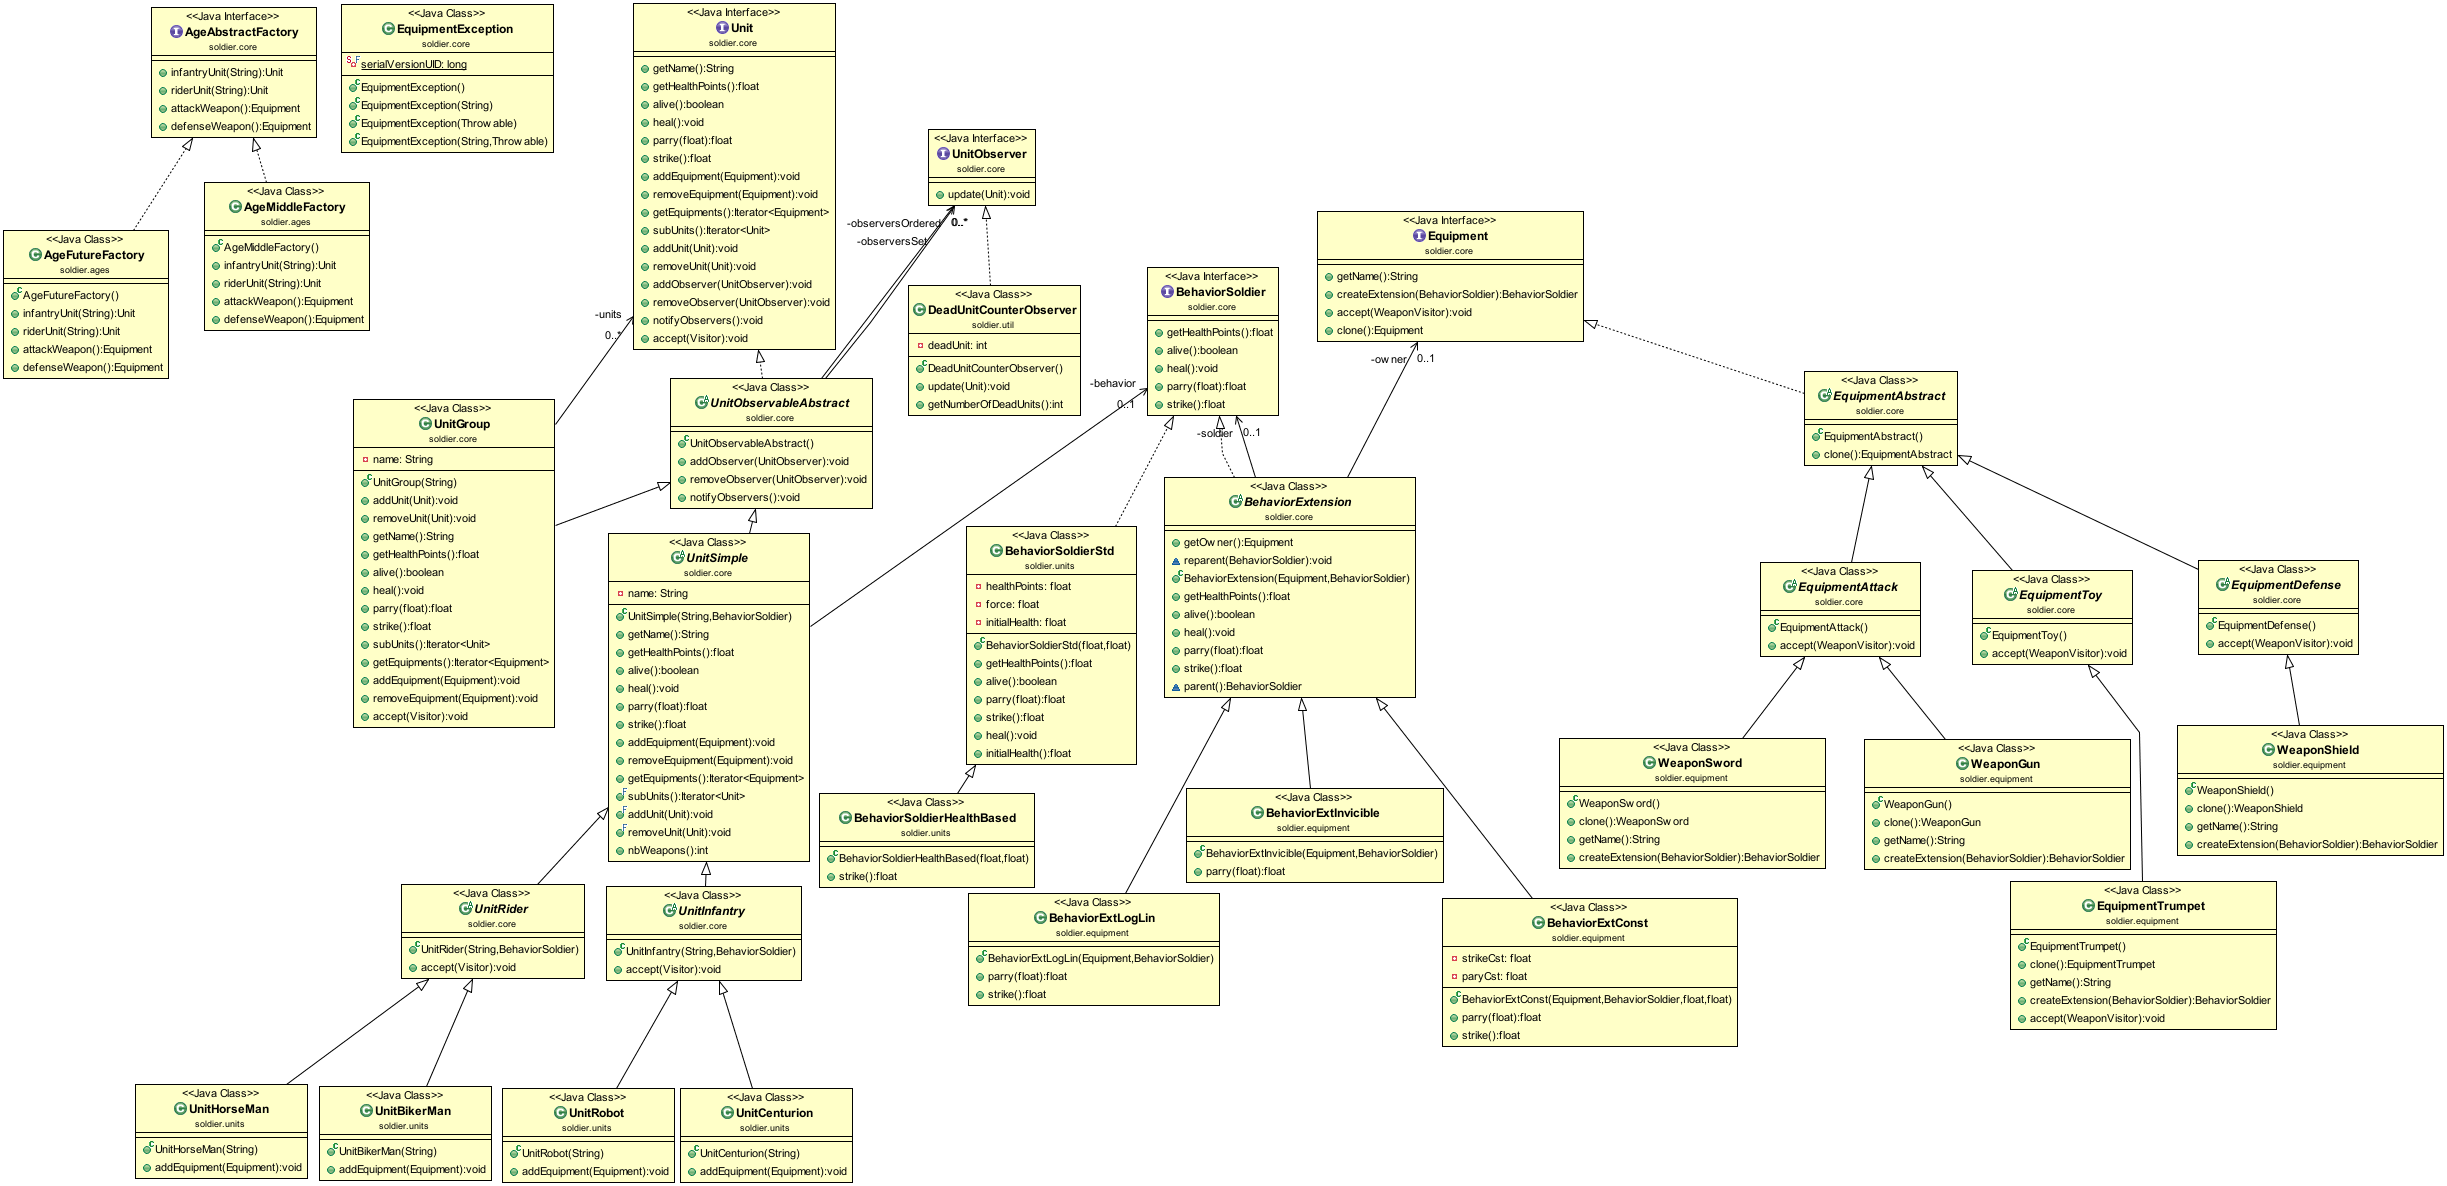 <<Java Interface>>
AgeAbstractFactory
soldier.core
infantryUnit(String):Unit
riderUnit(String):Unit
attackWeapon():Equipment
defenseWeapon():Equipment
<<Java Class>>
EquipmentException
soldier.core
serialVersionUID: long
EquipmentException()
EquipmentException(String)
EquipmentException(Throwable)
EquipmentException(String,Throwable)
<<Java Interface>>
Unit
soldier.core
getName():String
getHealthPoints():float
alive():boolean
heal():void
parry(float):float
strike():float
addEquipment(Equipment):void
removeEquipment(Equipment):void
getEquipments():Iterator<Equipment>
subUnits():Iterator<Unit>
addUnit(Unit):void
removeUnit(Unit):void
addObserver(UnitObserver):void
removeObserver(UnitObserver):void
notifyObservers():void
accept(Visitor):void
<<Java Interface>>
UnitObserver
soldier.core
update(Unit):void
-observersOrdered
0..*
-observersSet
<<Java Class>>
AgeMiddleFactory
soldier.ages
AgeMiddleFactory()
infantryUnit(String):Unit
riderUnit(String):Unit
attackWeapon():Equipment
defenseWeapon():Equipment
<<Java Class>>
AgeFutureFactory
soldier.ages
AgeFutureFactory()
infantryUnit(String):Unit
riderUnit(String):Unit
attackWeapon():Equipment
defenseWeapon():Equipment
<<Java Interface>>
Equipment
soldier.core
getName():String
createExtension(BehaviorSoldier):BehaviorSoldier
accept(WeaponVisitor):void
clone():Equipment
<<Java Interface>>
BehaviorSoldier
soldier.core
getHealthPoints():float
alive():boolean
heal():void
parry(float):float
strike():float
<<Java Class>>
DeadUnitCounterObserver
soldier.util
deadUnit: int
DeadUnitCounterObserver()
update(Unit):void
getNumberOfDeadUnits():int
-units
0..*
-owner
0..1
-behavior
0..1
-soldier
0..1
<<Java Class>>
UnitObservableAbstract
soldier.core
UnitObservableAbstract()
addObserver(UnitObserver):void
removeObserver(UnitObserver):void
notifyObservers():void
<<Java Class>>
EquipmentAbstract
soldier.core
EquipmentAbstract()
clone():EquipmentAbstract
<<Java Class>>
UnitGroup
soldier.core
name: String
UnitGroup(String)
addUnit(Unit):void
removeUnit(Unit):void
getName():String
getHealthPoints():float
alive():boolean
heal():void
parry(float):float
strike():float
subUnits():Iterator<Unit>
getEquipments():Iterator<Equipment>
addEquipment(Equipment):void
removeEquipment(Equipment):void
accept(Visitor):void
<<Java Class>>
BehaviorExtension
soldier.core
getOwner():Equipment
reparent(BehaviorSoldier):void
BehaviorExtension(Equipment,BehaviorSoldier)
getHealthPoints():float
alive():boolean
heal():void
parry(float):float
strike():float
parent():BehaviorSoldier
<<Java Class>>
BehaviorSoldierStd
soldier.units
healthPoints: float
force: float
initialHealth: float
BehaviorSoldierStd(float,float)
getHealthPoints():float
alive():boolean
parry(float):float
strike():float
heal():void
initialHealth():float
<<Java Class>>
UnitSimple
soldier.core
name: String
UnitSimple(String,BehaviorSoldier)
getName():String
getHealthPoints():float
alive():boolean
heal():void
parry(float):float
strike():float
addEquipment(Equipment):void
removeEquipment(Equipment):void
getEquipments():Iterator<Equipment>
subUnits():Iterator<Unit>
addUnit(Unit):void
removeUnit(Unit):void
nbWeapons():int
<<Java Class>>
EquipmentAttack
soldier.core
EquipmentAttack()
accept(WeaponVisitor):void
<<Java Class>>
EquipmentToy
soldier.core
EquipmentToy()
accept(WeaponVisitor):void
<<Java Class>>
EquipmentDefense
soldier.core
EquipmentDefense()
accept(WeaponVisitor):void
<<Java Class>>
WeaponSword
soldier.equipment
WeaponSword()
clone():WeaponSword
getName():String
createExtension(BehaviorSoldier):BehaviorSoldier
<<Java Class>>
WeaponGun
soldier.equipment
WeaponGun()
clone():WeaponGun
getName():String
createExtension(BehaviorSoldier):BehaviorSoldier
<<Java Class>>
WeaponShield
soldier.equipment
WeaponShield()
clone():WeaponShield
getName():String
createExtension(BehaviorSoldier):BehaviorSoldier
<<Java Class>>
BehaviorSoldierHealthBased
soldier.units
BehaviorSoldierHealthBased(float,float)
strike():float
<<Java Class>>
BehaviorExtInvicible
soldier.equipment
BehaviorExtInvicible(Equipment,BehaviorSoldier)
parry(float):float
<<Java Class>>
UnitRider
soldier.core
UnitRider(String,BehaviorSoldier)
accept(Visitor):void
<<Java Class>>
UnitInfantry
soldier.core
UnitInfantry(String,BehaviorSoldier)
accept(Visitor):void
<<Java Class>>
BehaviorExtLogLin
soldier.equipment
BehaviorExtLogLin(Equipment,BehaviorSoldier)
parry(float):float
strike():float
<<Java Class>>
BehaviorExtConst
soldier.equipment
strikeCst: float
paryCst: float
BehaviorExtConst(Equipment,BehaviorSoldier,float,float)
parry(float):float
strike():float
<<Java Class>>
EquipmentTrumpet
soldier.equipment
EquipmentTrumpet()
clone():EquipmentTrumpet
getName():String
createExtension(BehaviorSoldier):BehaviorSoldier
accept(WeaponVisitor):void
<<Java Class>>
UnitHorseMan
soldier.units
UnitHorseMan(String)
addEquipment(Equipment):void
<<Java Class>>
UnitBikerMan
soldier.units
UnitBikerMan(String)
addEquipment(Equipment):void
<<Java Class>>
UnitRobot
soldier.units
UnitRobot(String)
addEquipment(Equipment):void
<<Java Class>>
UnitCenturion
soldier.units
UnitCenturion(String)
addEquipment(Equipment):void